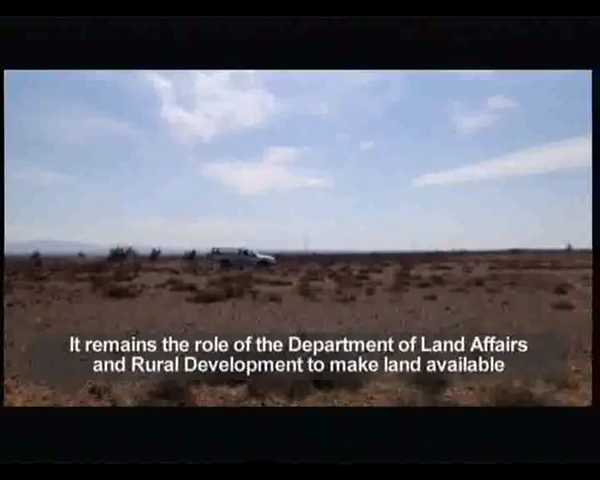 It remains the role of the Department of Land Affairs
and Rural Development to make land available